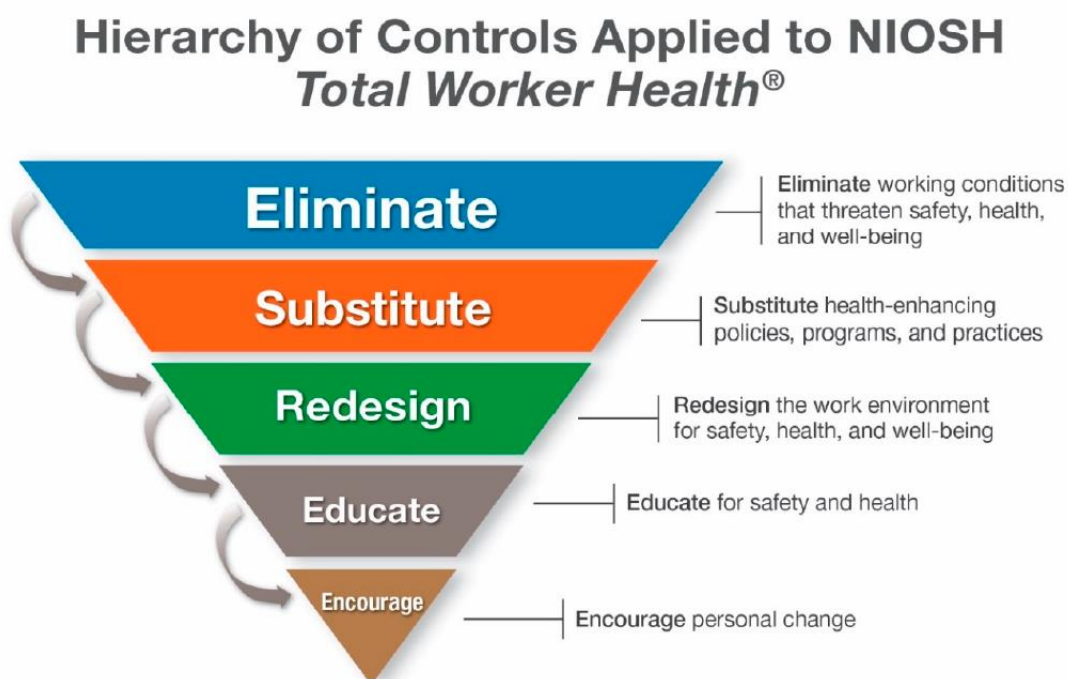 Hierarchy of Controls Applied to NIOSH
Total Worker Health®
Eliminate
Eliminate working conditions
that threaten safety, health,
and well-being
Substitute
Substitute health-enhancing
policies, programs, and practices
Redesign
Redesign the work environment
for safety, health, and well-being
Educate
Educate for safety and health
Encourage
Encourage personal change